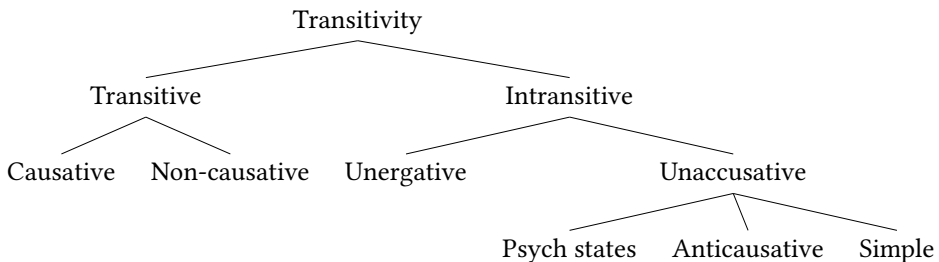 Transitivity
Transitive Intransitive
Causative Non-causative Unergative Unaccusative
Psych states Anticausative Simple